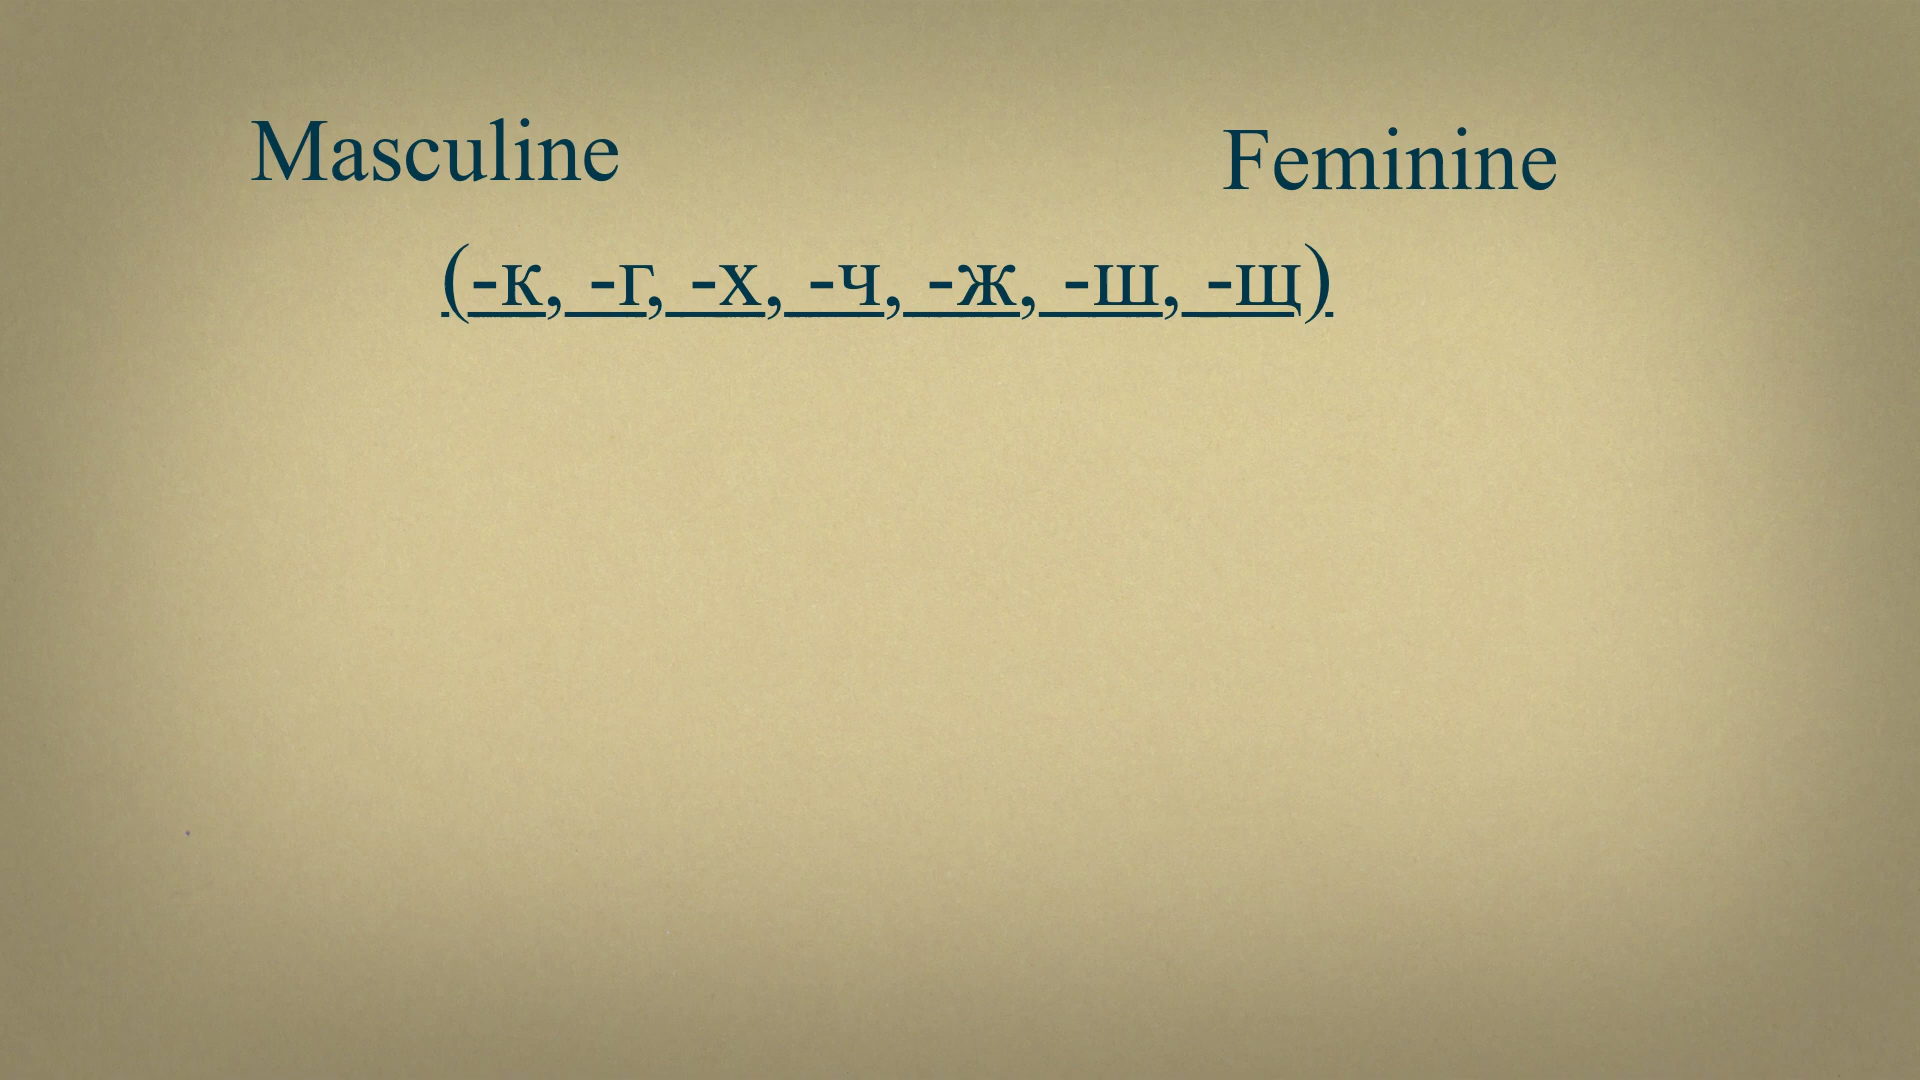 Masculine Feminine
(-к, -г, -х, -ч, -ж, -ш, -щ)